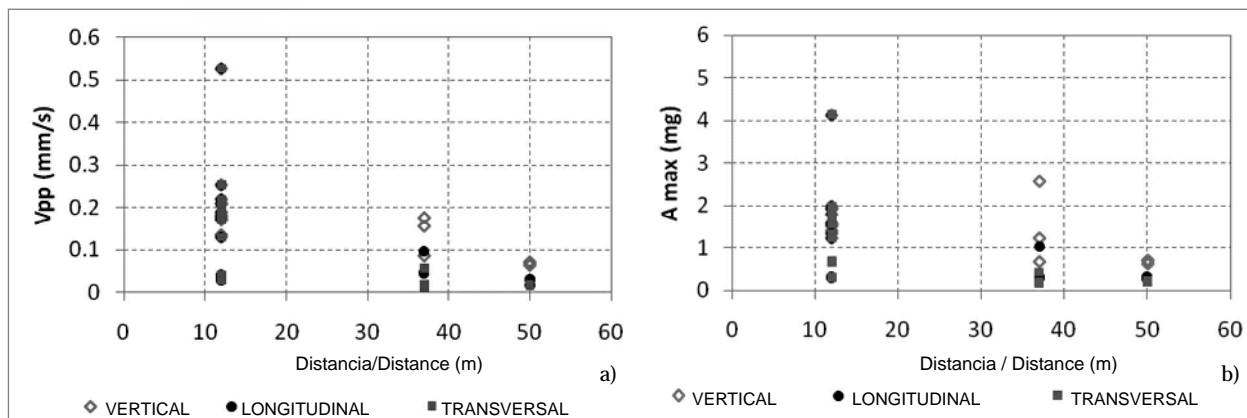 Vpp (mm/s)
0.6
0.5
0.4
0.3
0.2
0.1
0
0 10 20 30 40 50 60
Distancia/Distance (m)
a)
VERTICAL LONGITUDINAL TRANSVERSAL
A max (mg)
6
5
4
3
2
1
0
0 10 20 30 40 50 60
Distancia / Distance (m)
b)
VERTICAL LONGITUDINAL TRANSVERSAL